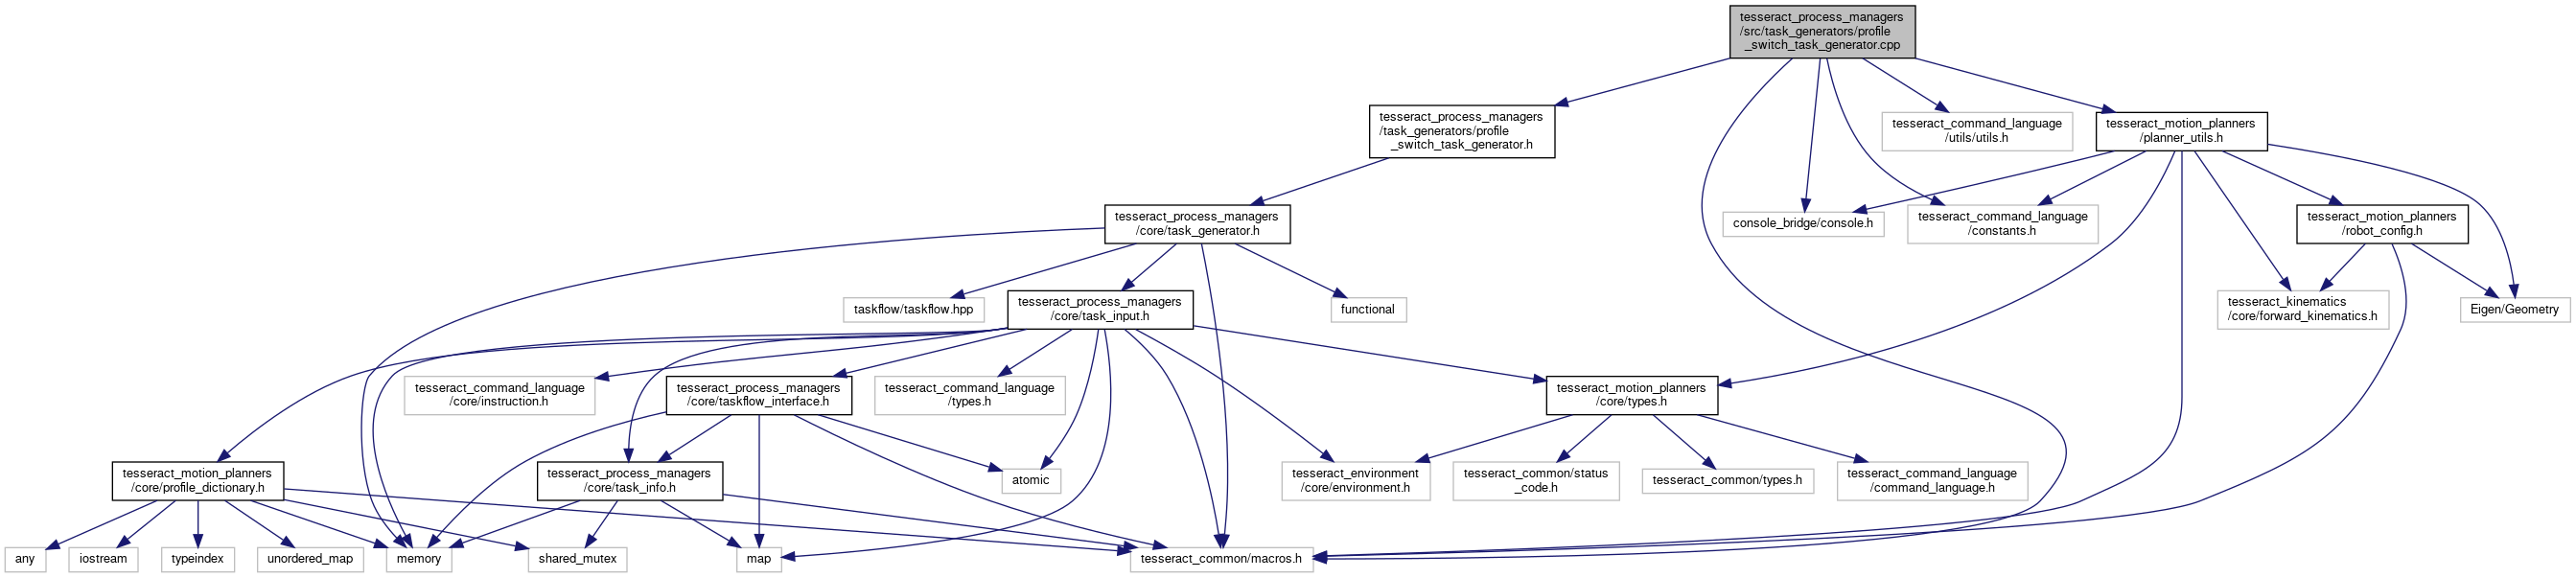 tesseract_process_managers
/src/task_generators/profile
_switch_task_generator.cpp
tesseract_process_managers
/task_generators/profile
_switch_task_generator.h
tesseract_command_language
/utils/utils.h
tesseract_motion_planners
/planner_utils.h
tesseract_process_managers
/core/task_generator.h
console_bridge/console.h
tesseract_command_language
/constants.h
tesseract_motion_planners
/robot_config.h
taskflow/taskflow.hpp
tesseract_process_managers
/core/task_input.h
functional
tesseract_kinematics
/core/forward_kinematics.h
Eigen/Geometry
tesseract_command_language
/core/instruction.h
tesseract_process_managers
/core/taskflow_interface.h
tesseract_command_language
/types.h
tesseract_motion_planners
/core/types.h
tesseract_motion_planners
/core/profile_dictionary.h
tesseract_process_managers
/core/task_info.h
atomic
tesseract_environment
/core/environment.h
tesseract_common/status
_code.h
tesseract_common/types.h
tesseract_command_language
/command_language.h
any
iostream
typeindex
unordered_map
memory
shared_mutex
map
tesseract_common/macros.h